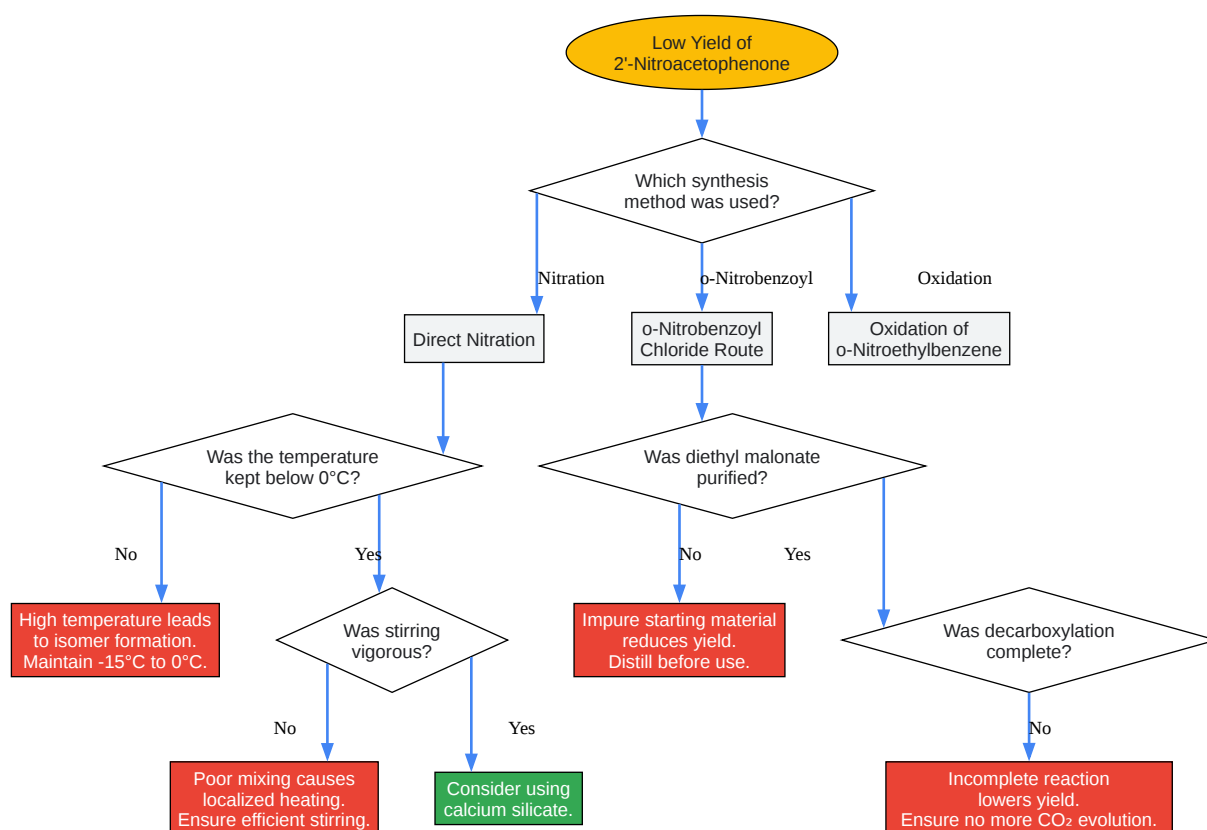 Low Yield of
2'-Nitroacetophenone
Which synthesis
method was used?
Nitration
o-Nitrobenzoyl
Oxidation
Direct Nitration
o-Nitrobenzoyl
Chloride Route
Oxidation of
o-Nitroethylbenzene
Was the temperature
kept below 0°C?
Was diethyl malonate
purified?
No
Yes
No
Yes
High temperature leads
to isomer formation.
Maintain -15°C to 0°C.
Was stirring
vigorous?
Impure starting material
reduces yield.
Distill before use.
Was decarboxylation
complete?
No
Yes
No
Poor mixing causes
localized heating.
Ensure efficient stirring.
Consider using
calcium silicate.
Incomplete reaction
lowers yield.
Ensure no more CO₂ evolution.